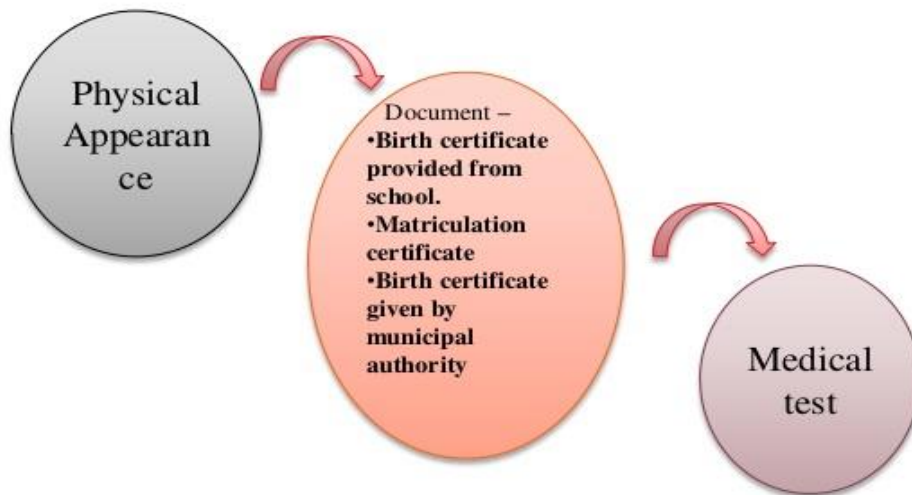 Physical
Appearan
ce
Document –
•Birth certificate
provided from
school.
•Matriculation
certificate
•Birth certificate
given by
municipal
authority
Medical
test